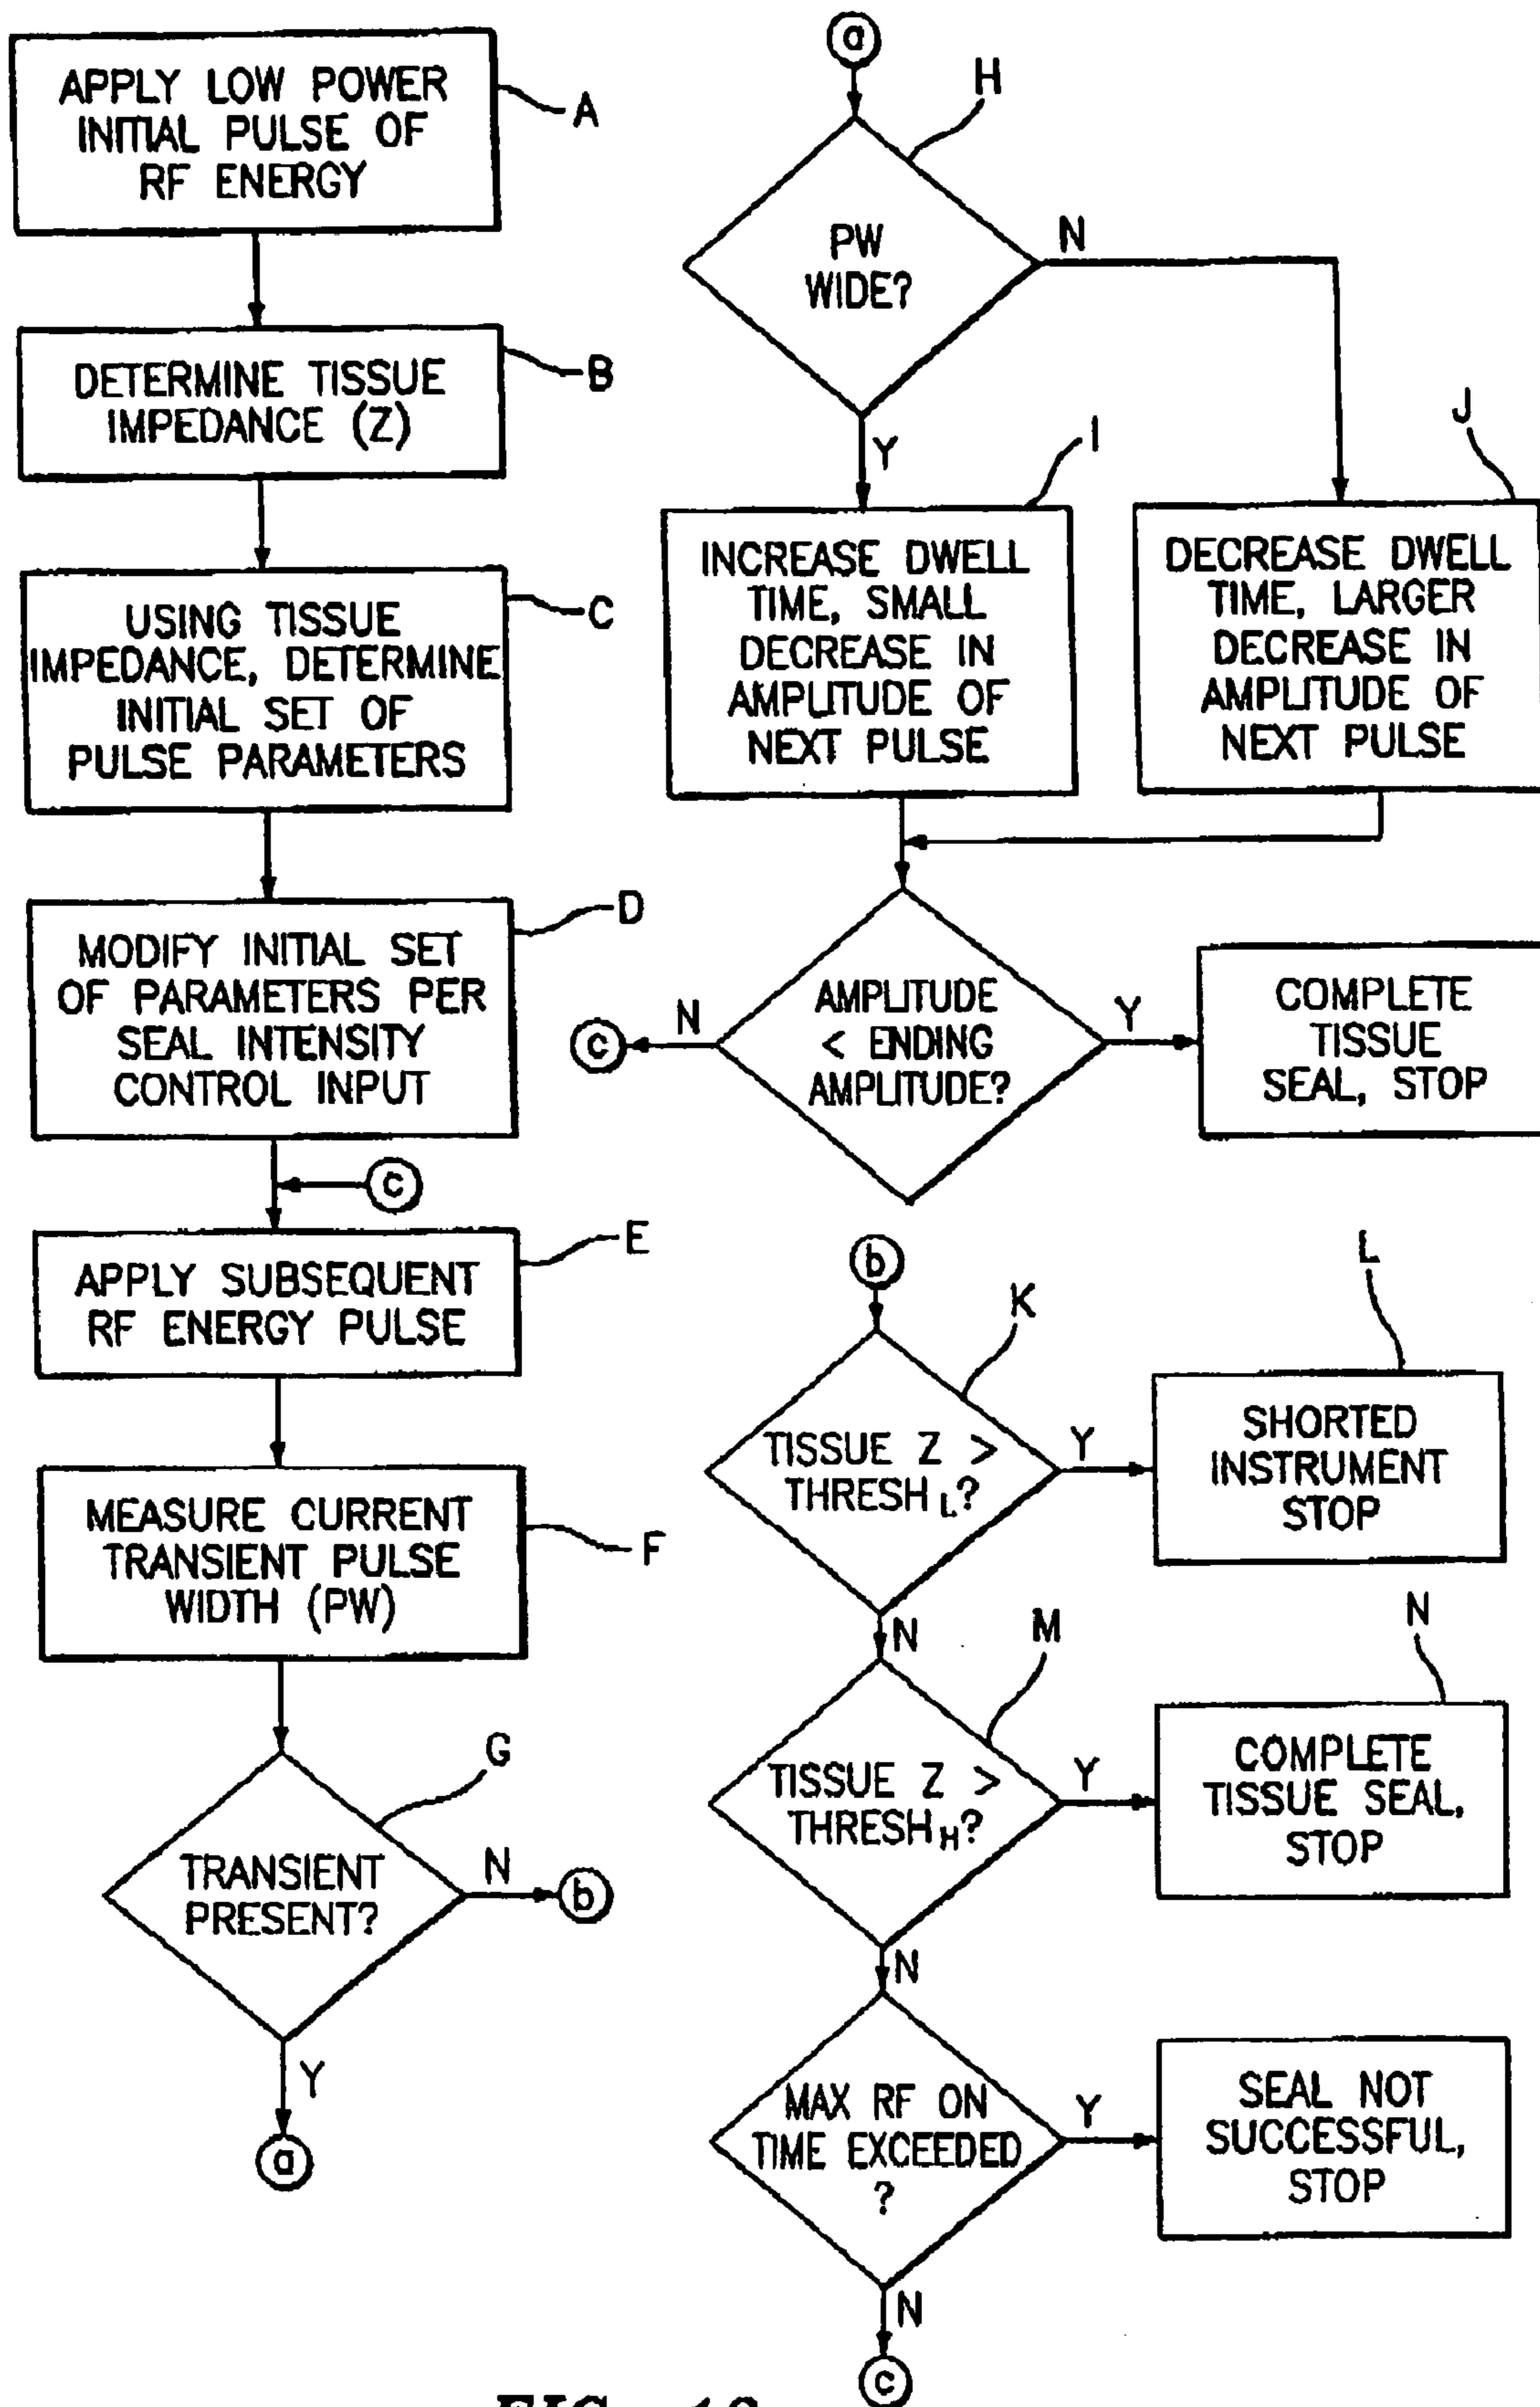 APPLY LOW POWER
INITIAL PULSE OF
RF ENERGY
A
DETERMINE TISSUE
IMPEDANCE (Z)
B
USING TISSUE
IMPEDANCE, DETERMINE
INITIAL SET OF
PULSE PARAMETERS
C
MODIFY INITIAL SET
OF PARAMETERS PER
SEAL INTENSITY
CONTROL INPUT
D
c
APPLY SUBSEQUENT
RF ENERGY PULSE
E
MEASURE CURRENT
TRANSIENT PULSE
WIDTH (PW)
F
TRANSIENT
PRESENT?
G
N
b
Y
a
a
H
PW
WIDE?
N
Y
I
INCREASE DWELL
TIME, SMALL
DECREASE IN
AMPLITUDE OF
NEXT PULSE
J
DECREASE DWELL
TIME, LARGER
DECREASE IN
AMPLITUDE OF
NEXT PULSE
AMPLITUDE
< ENDING
AMPLITUDE?
N
c
Y
COMPLETE
TISSUE
SEAL, STOP
b
K
TISSUE Z >
THRESH L?
Y
L
SHORTED
INSTRUMENT
STOP
N
M
TISSUE Z >
THRESH H?
Y
N
COMPLETE
TISSUE SEAL,
STOP
N
MAX RF ON
TIME EXCEEDED
?
Y
SEAL NOT
SUCCESSFUL,
STOP
N
c